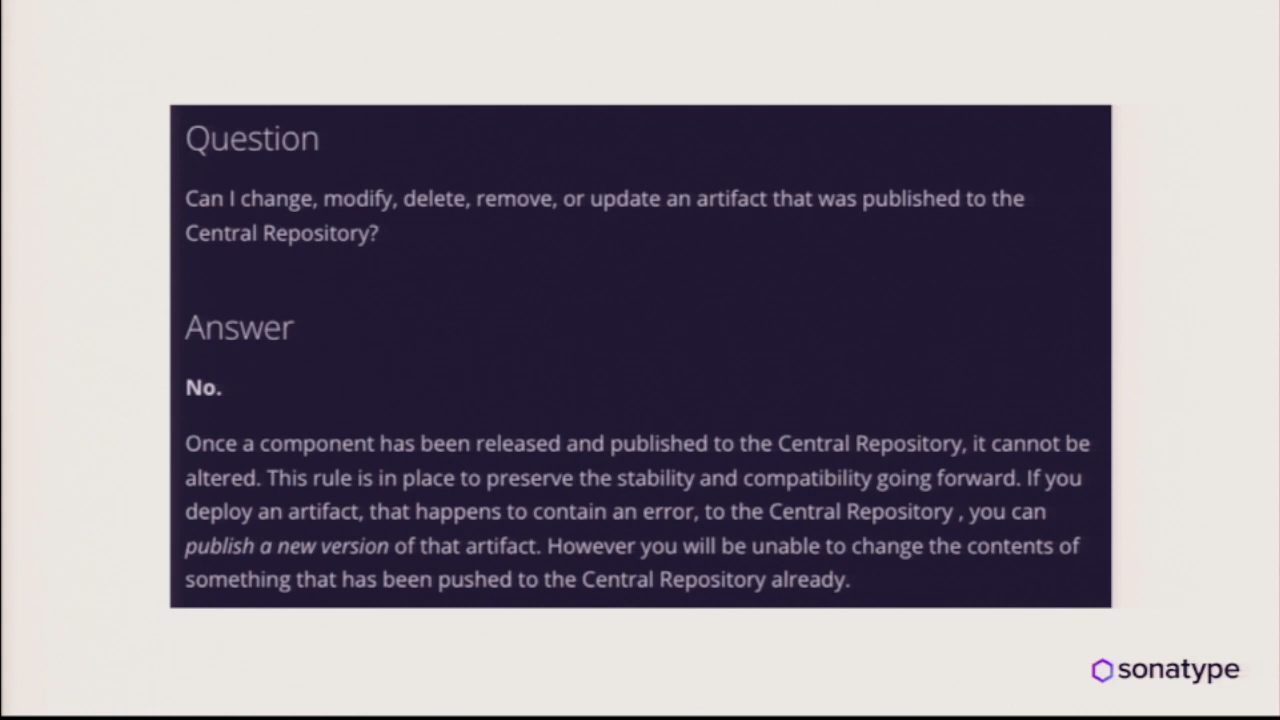 Question
Can I change, modify, delete, remove, or update an artifact that was published to the
Central Repository?
Answer
No.
Once a component has been released and published to the Central Repository, it cannot be
altered. This rule is in place to preserve the stability and compatibility going forward. If you
deploy an artifact, that happens to contain an error, to the Central Repository , you can
publish a new version of that artifact. However you will be unable to change the contents of
something that has been pushed to the Central Repository already.
sonatype